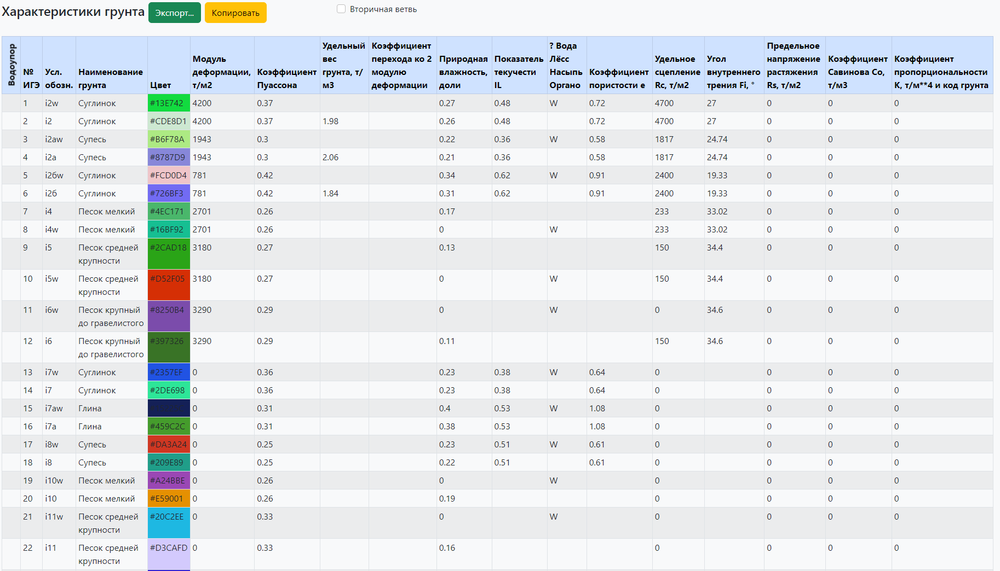 Характеристики грунта Экспорт... Копировать Вторичная ветвь
Водоупор
№ ИГЭ
Усл. обозн.
Наименование грунта
Цвет
Модуль деформации, т/м2
Коэффициент Пуассона
Удельный вес грунта, т/м3
Коэффициент перехода ко 2 модулю деформации
Природная влажность, доли
Показатель текучести IL
? Вода Лёсс Насыпь Органо
Коэффициент пористости e
Удельное сцепление Rc, т/м2
Угол внутреннего трения Fi, °
Предельное напряжение растяжения Rs, т/м2
Коэффициент Савинова Co, т/м3
Коэффициент пропорциональности K, т/м**4 и код грунта
1 i2w Суглинок #13E742 4200 0.37 0.27 0.48 W 0.72 4700 27 0 0 0
2 i2 Суглинок #CDE8D1 4200 0.37 1.98 0.26 0.48 0.72 4700 27 0 0 0
3 i2aw Супесь #B6F78A 1943 0.3 0.22 0.36 W 0.58 1817 24.74 0 0 0
4 i2a Супесь #8787D9 1943 0.3 2.06 0.21 0.36 0.58 1817 24.74 0 0 0
5 i2бw Суглинок #FCD0D4 781 0.42 0.34 0.62 W 0.91 2400 19.33 0 0 0
6 i2б Суглинок #726BF3 781 0.42 1.84 0.31 0.62 0.91 2400 19.33 0 0 0
7 i4 Песок мелкий #4EC171 2701 0.26 0.17 233 33.02 0 0 0
8 i4w Песок мелкий #16BF92 2701 0.26 0 W 233 33.02 0 0 0
9 i5 Песок средней крупности #2CAD18 3180 0.27 0.13 150 34.4 0 0 0
10 i5w Песок средней крупности #D52F05 3180 0.27 0 W 150 34.4 0 0 0
11 i6w Песок крупный до гравелистого #8250B4 3290 0.29 0 W 0 34.6 0 0 0
12 i6 Песок крупный до гравелистого #397326 3290 0.29 0.11 150 34.6 0 0 0
13 i7w Суглинок #2357EF 0 0.36 0.23 0.38 W 0.64 0 0 0 0
14 i7 Суглинок #2DE698 0 0.36 0.23 0.38 0.64 0 0 0 0
15 i7aw Глина 0 0.31 0.4 0.53 W 1.08 0 0 0 0
16 i7a Глина #459C2C 0 0.31 0.38 0.53 1.08 0 0 0 0
17 i8w Супесь #DA3A24 0 0.25 0.23 0.51 W 0.61 0 0 0 0
18 i8 Супесь #209E89 0 0.25 0.22 0.51 0.61 0 0 0 0
19 i10w Песок мелкий #A24BBE 0 0.26 0 W 0 0 0 0
20 i10 Песок мелкий #E59001 0 0.26 0.19 0 0 0 0
21 i11w Песок средней крупности #20C2EE 0 0.33 0 W 0 0 0 0
22 i11 Песок средней крупности #D3CAFD 0 0.33 0.16 0 0 0 0